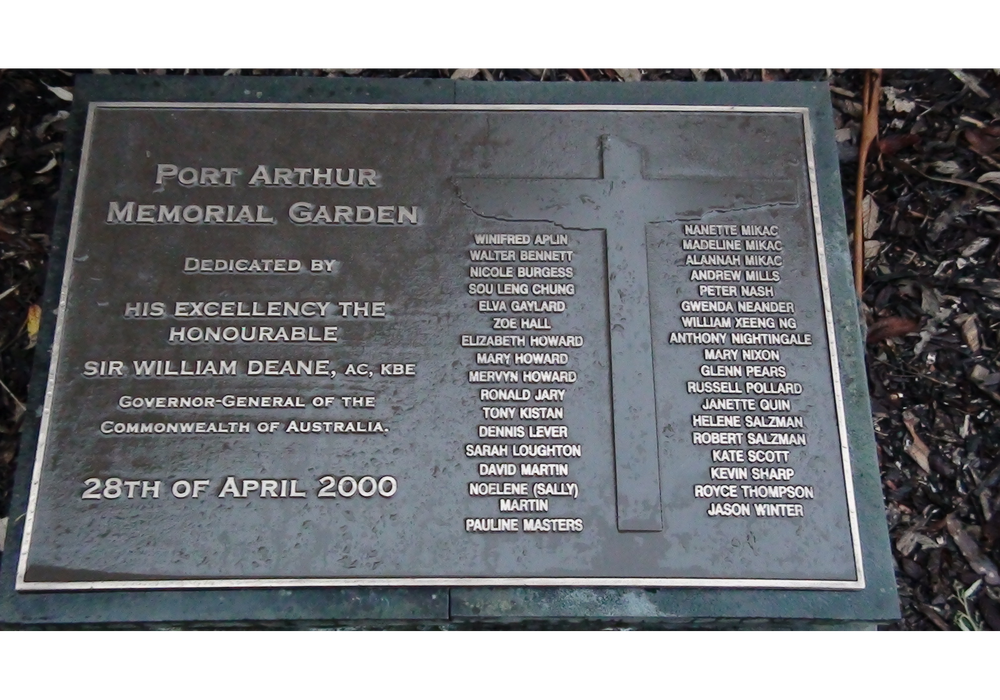 PORT ARTHUR
MEMORIAL GARDEN
DEDICATED BY
HIS EXCELLENCY THE
HONOURABLE
SIR WILLIAM DEANE, AC, KBE
GOVERNOR-GENERAL OF THE
COMMONWEALTH OF AUSTRALIA.
28TH OF APRIL 2000
WINIFRED APLIN
WALTER BENNETT
NICOLE BURGESS
SOU LENG CHUNG
ELVA GAYLARD
ZOE HALL
ELIZABETH HOWARD
MARY HOWARD
MERVYN HOWARD
RONALD JARY
TONY KISTAN
DENNIS LEVER
SARAH LOUGHTON
DAVID MARTIN
NOELENE (SALLY)
MARTIN
PAULINE MASTERS
NANETTE MIKAC
MADELINE MIKAC
ALANNAH MIKAC
ANDREW MILLS
PETER NASH
GWENDA NEANDER
WILLIAM XEENG NG
ANTHONY NIGHTINGALE
MARY NIXON
GLENN PEARS
RUSSELL POLLARD
JANETTE QUIN
HELENE SALZMAN
ROBERT SALZMAN
KATE SCOTT
KEVIN SHARP
ROYCE THOMPSON
JASON WINTER